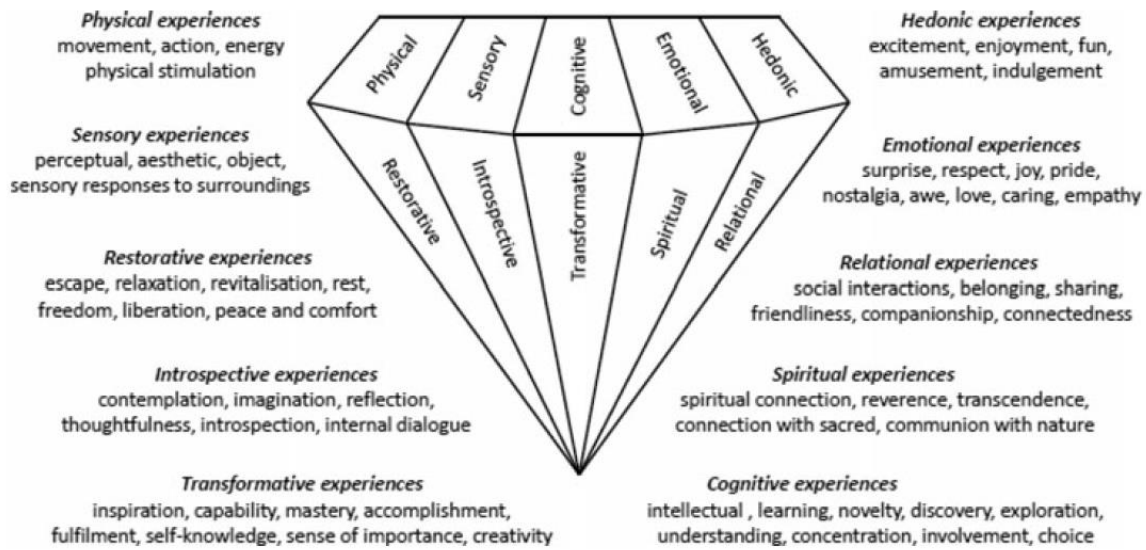 Physical experiences
movement, action, energy
physical stimulation
Sensory experiences
perceptual, aesthetic, object,
sensory responses to surroundings
Restorative experiences
escape, relaxation, revitalisation, rest,
freedom, liberation, peace and comfort
Introspective experiences
contemplation, imagination, reflection,
thoughtfulness, introspection, internal dialogue
Transformative experiences
inspiration, capability, mastery, accomplishment,
fulfilment, self-knowledge, sense of importance, creativity
Physical
Sensory
Cognitive
Emotional
Hedonic
Restorative
Introspective
Transformative
Spiritual
Relational
Hedonic experiences
excitement, enjoyment, fun,
amusement, indulgement
Emotional experiences
surprise, respect, joy, pride,
nostalgia, awe, love, caring, empathy
Relational experiences
social interactions, belonging, sharing,
friendliness, companionship, connectedness
Spiritual experiences
spiritual connection, reverence, transcendence,
connection with sacred, communion with nature
Cognitive experiences
intellectual , learning, novelty, discovery, exploration,
understanding, concentration, involvement, choice